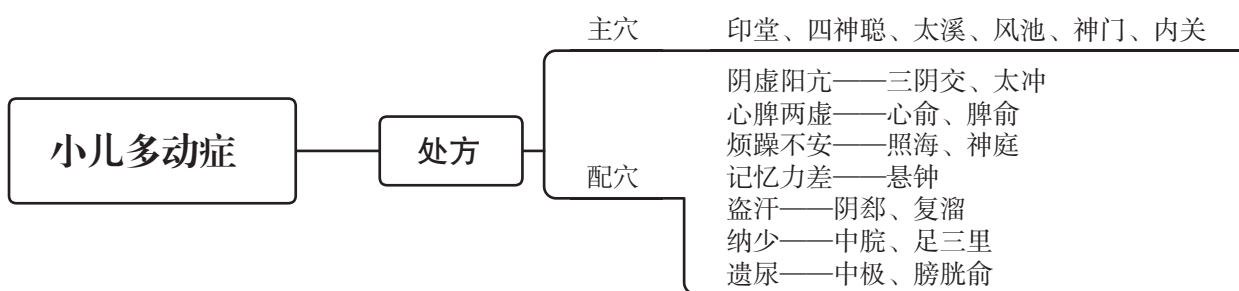 小儿多动症
处方
主穴
印堂、四神聪、太溪、风池、神门、内关
配穴
阴虚阳亢——三阴交、太冲
心脾两虚——心俞、脾俞
烦躁不安——照海、神庭
记忆力差——悬钟
盗汗——阴郄、复溜
纳少——中脘、足三里
遗尿——中极、膀胱俞